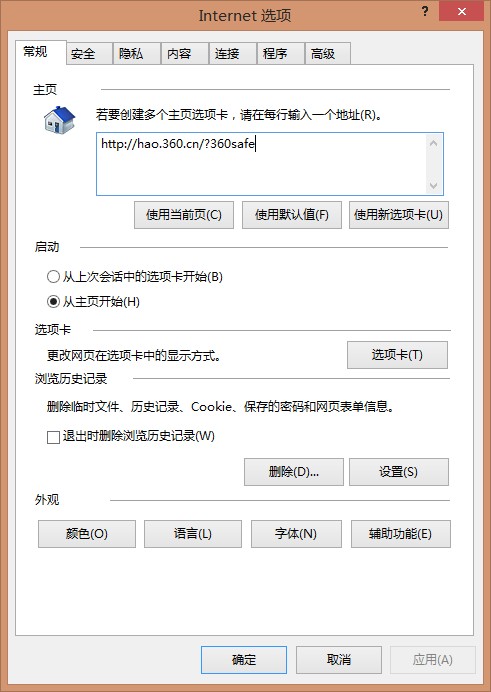 Internet 选项
?
常规 安全 隐私 内容 连接 程序 高级
主页
若要创建多个主页选项卡，请在每行输入一个地址(R)。
http://hao.360.cn/?360safe
使用当前页(C) 使用默认值(F) 使用新选项卡(U)
启动
从上次会话中的选项卡开始(B)
从主页开始(H)
选项卡
更改网页在选项卡中的显示方式。 选项卡(T)
浏览历史记录
删除临时文件、历史记录、Cookie、保存的密码和网页表单信息。
退出时删除浏览历史记录(W)
删除(D)... 设置(S)
外观
颜色(O) 语言(L) 字体(N) 辅助功能(E)
确定 取消 应用(A)